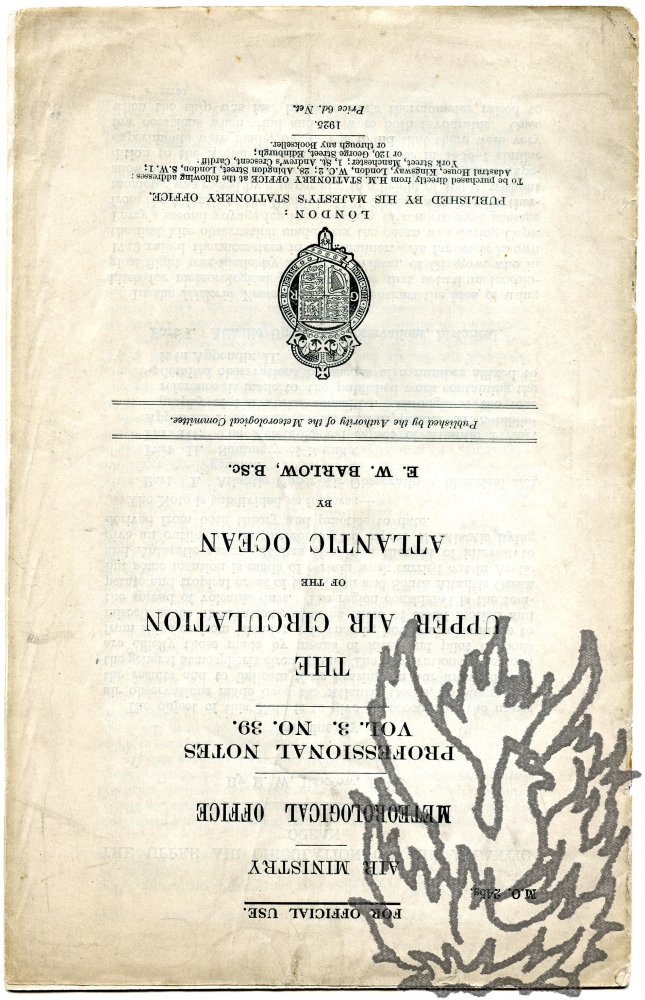 FOR OFFICIAL USE.
M.O. 245s
AIR MINISTRY
METEOROLOGICAL OFFICE
PROFESSIONAL NOTES
VOL. 3. NO. 39.
THE
UPPER AIR CIRCULATION
OF THE
ATLANTIC OCEAN
BY
E. W. BARLOW, B.Sc.
Published by the Authority of the Meteorological Committee.
G R
LONDON:
PUBLISHED BY HIS MAJESTY'S STATIONERY OFFICE.
To be purchased directly from H.M. STATIONERY OFFICE at the following addresses:
Adastral House, Kingsway, London, W.C. 2; 28, Abingdon Street, London, S.W. 1;
York Street, Manchester; 1, St. Andrew's Crescent, Cardiff;
or 120, George Street, Edinburgh;
or through any Bookseller.
1925.
Price 6d. Net.